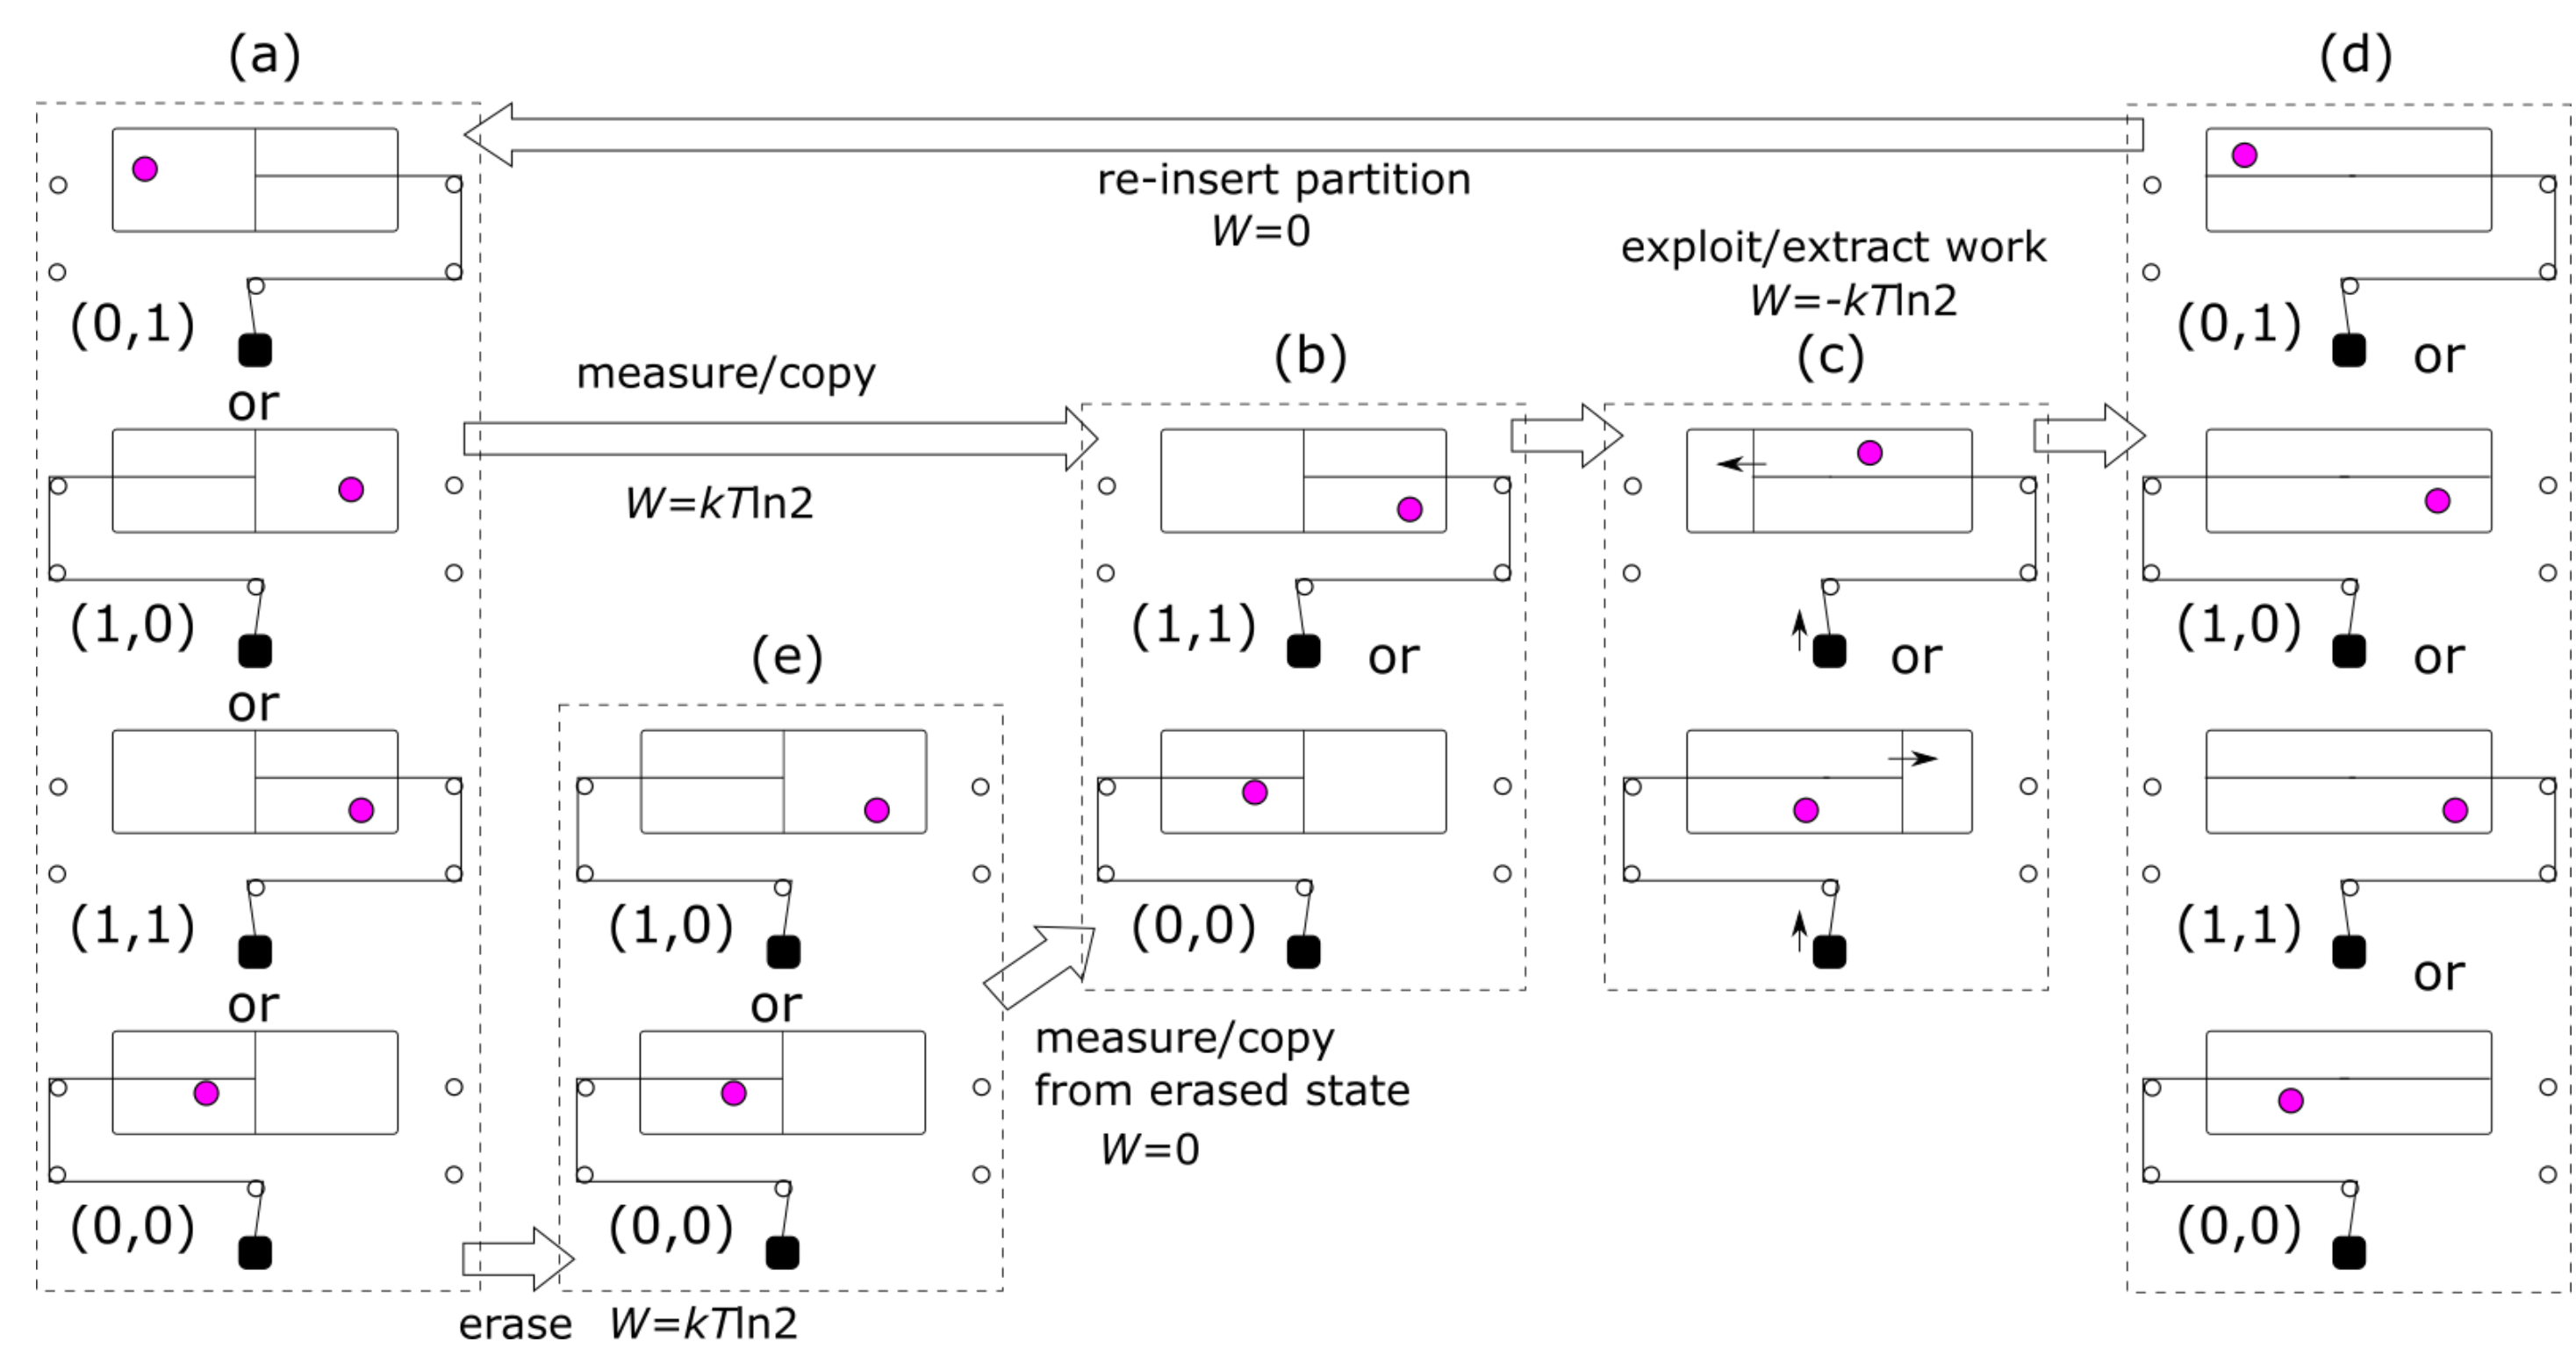 (a)
(0,1)
or
(1,0)
or
(1,1)
or
(0,0)
erase W=kTln2
re-insert partition
W=0
measure/copy
W=kTln2
(e)
(1,0)
or
(0,0)
measure/copy
from erased state
W=0
(b)
(1,1) or
(0,0)
exploit/extract work
W=-kTln2
(c)
or
(d)
(0,1) or
(1,0) or
(1,1)
or
(0,0)